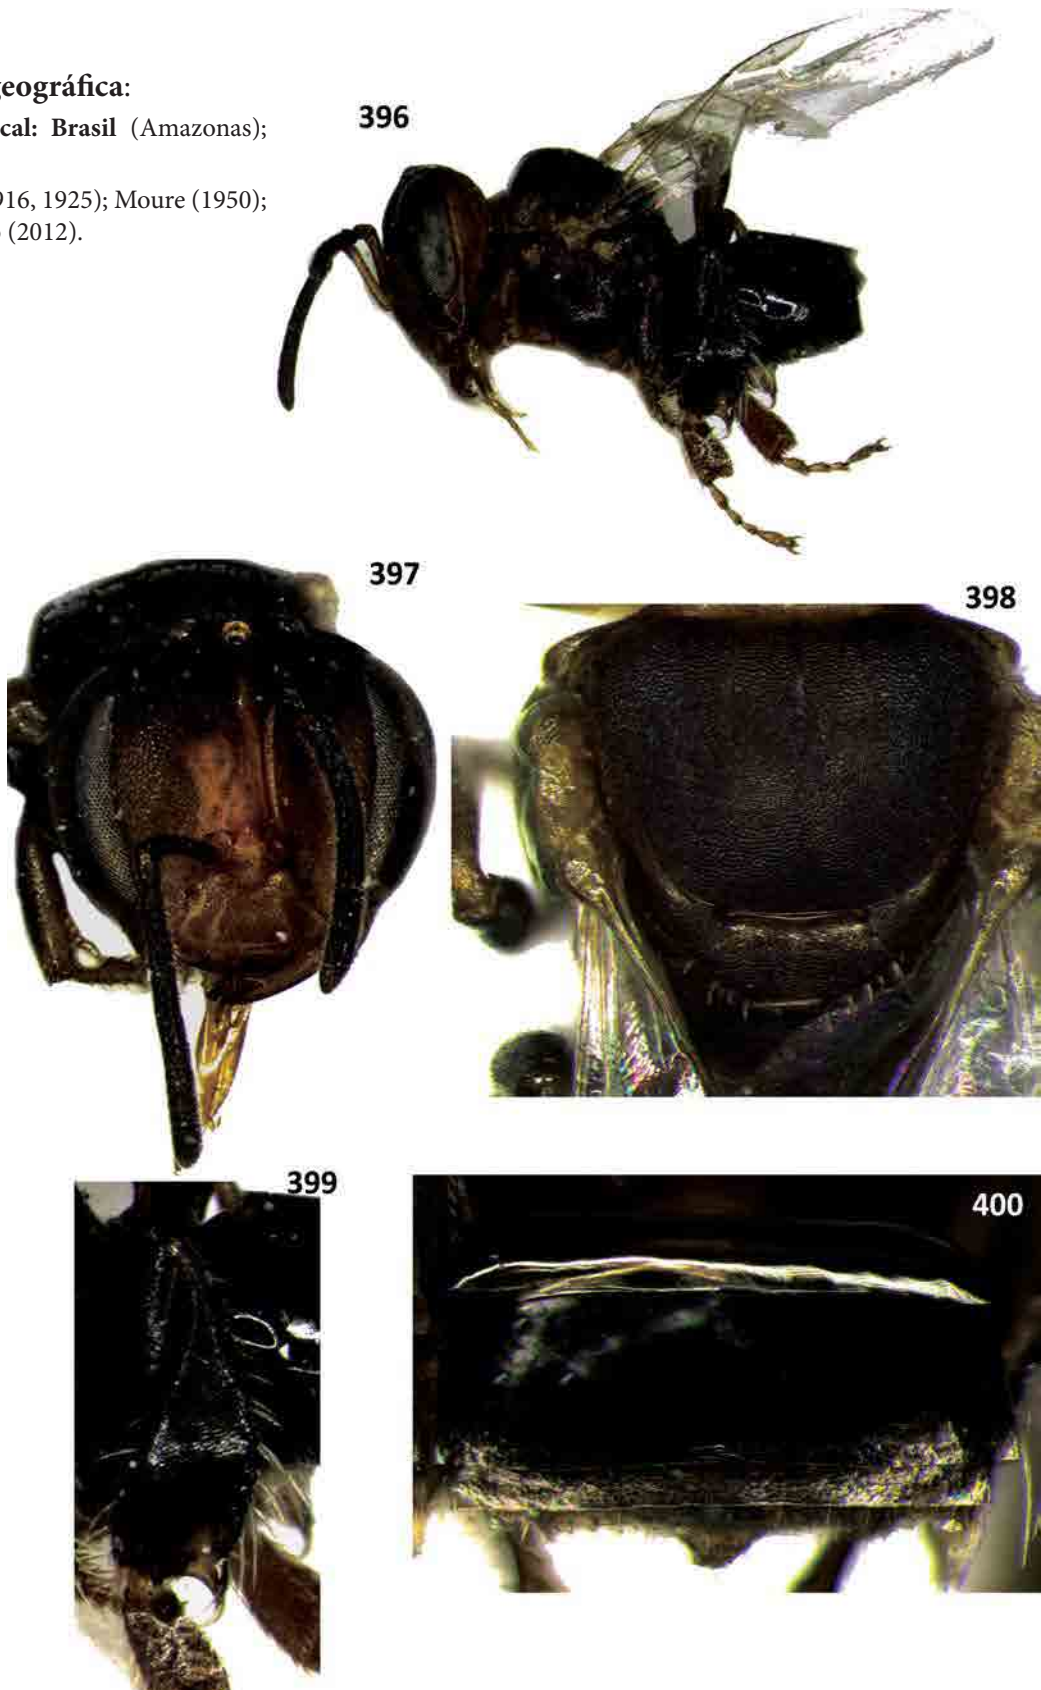 geográfica:
cal: Brasil (Amazonas);
916, 1925); Moure (1950);
(2012).
396
397
398
399
400